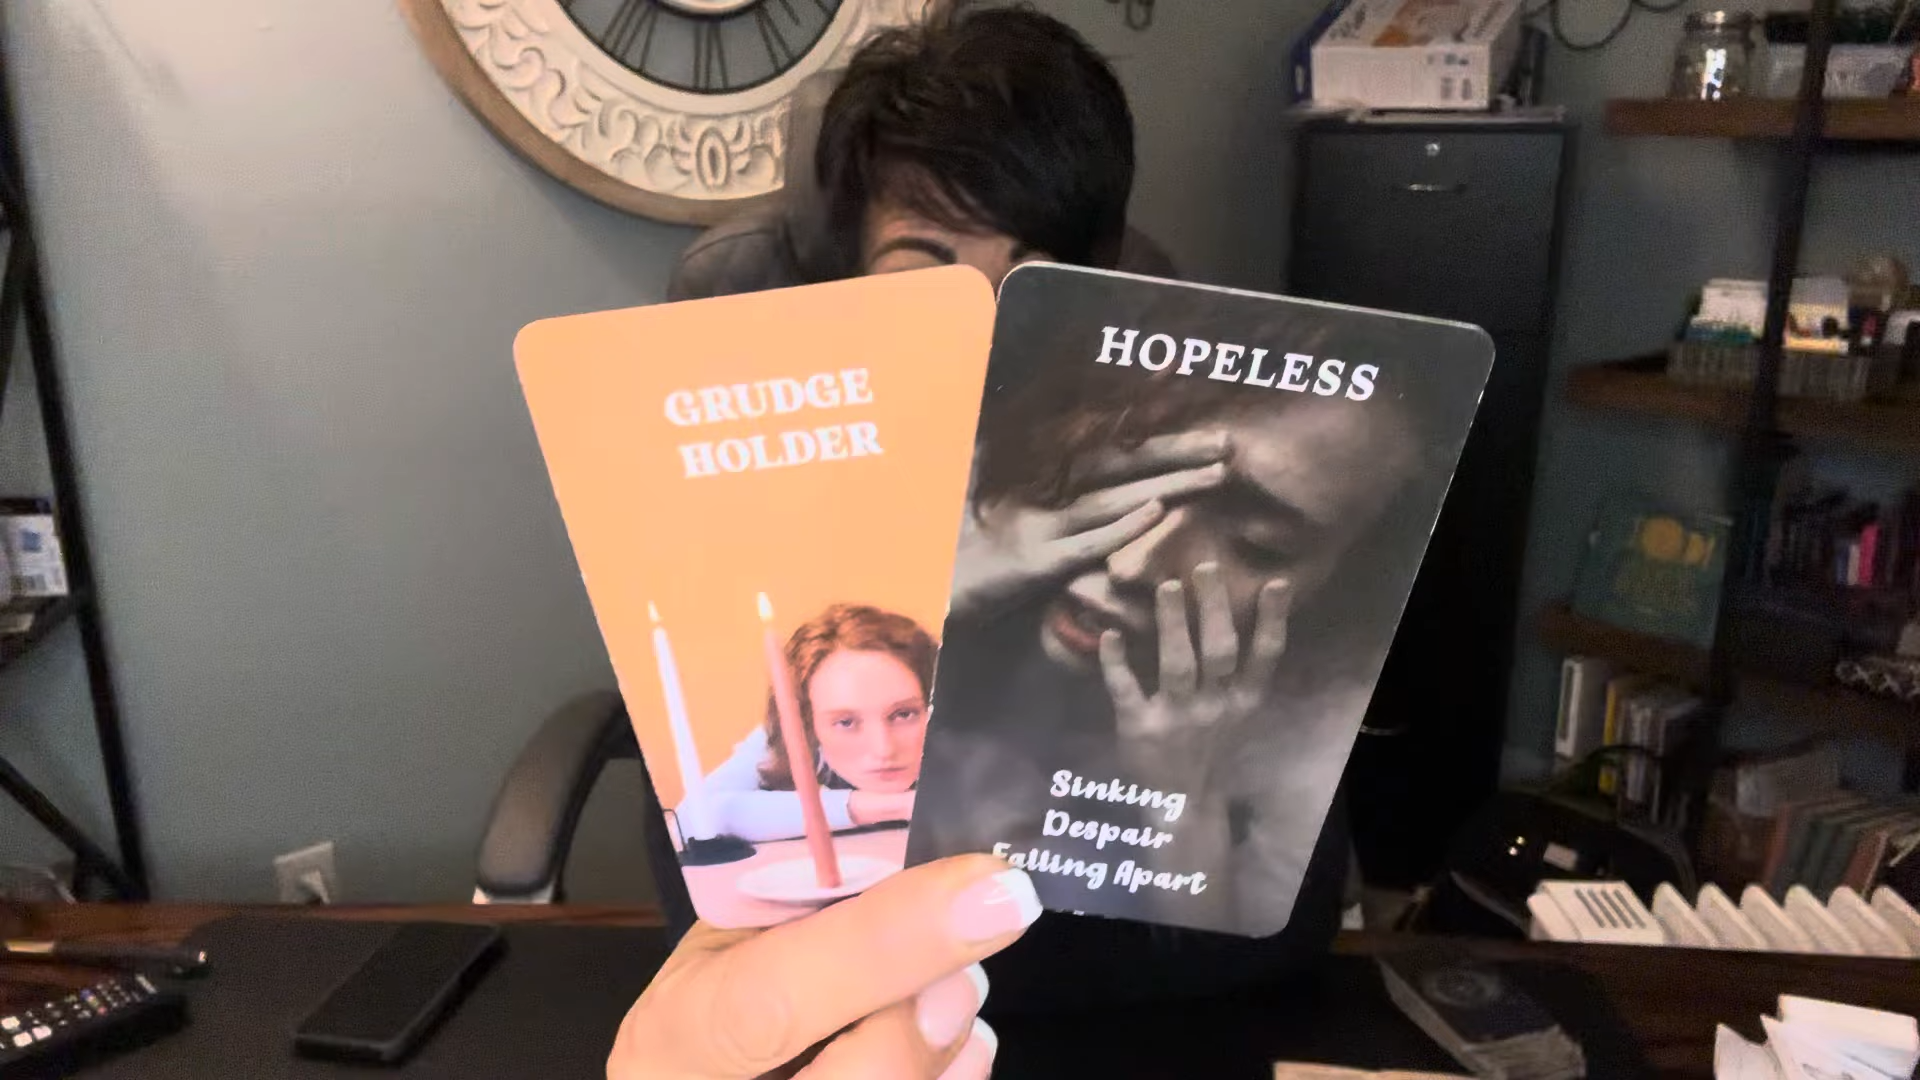 GRUDGE
HOLDER
HOPELESS
Sinking
Despair
Falling Apart